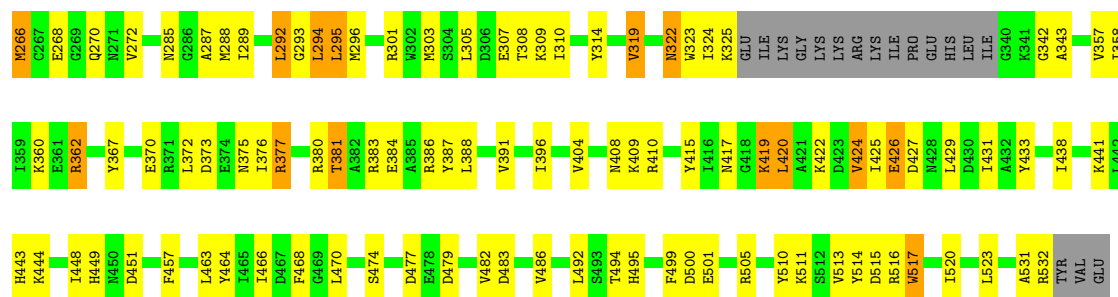 M266 C267 E268 G269 Q270 N271 V272 N285 G286 A287 M288 I289 L292 G293 L294 L295 M296 R301 W302 M303 S304 L305 D306 E307 T308 K309 I310 Y314 V319 N322 W323 I324 K325 GLU ILE LYS GLY LYS LYS ARG LYS ILE PRO GLU HIS LEU ILE G340 K341 G342 A343 V357
I359 K360 E361 R362 Y367 E370 R371 L372 D373 E374 N375 I376 R377 R380 T381 A382 R383 E384 A385 R386 Y387 L388 V391 I396 V404 N408 K409 R410 Y415 I416 N417 G418 K419 L420 A421 K422 D423 V424 I425 E426 D427 N428 L429 D430 I431 A432 Y433 I438 K441
H443 K444 I448 H449 N450 D451 F457 L463 Y464 I465 I466 D467 F468 G469 L470 S474 D477 E478 D479 V482 D483 V486 L492 S493 T494 H495 F499 D500 E501 R505 Y510 K511 S512 V513 Y514 D515 R516 W517 I520 L523 A531 R532 TYR VAL GLU